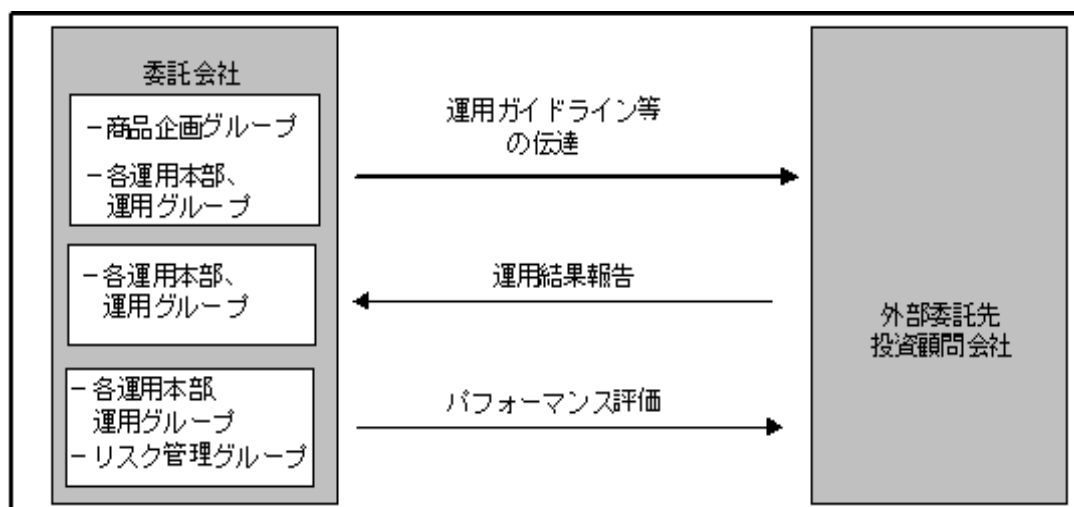 委託会社
－商品企画グループ
－各運用本部、
運用グループ
運用ガイドライン等
の伝達
－各運用本部、
運用グループ
運用結果報告
－各運用本部、
運用グループ
－リスク管理グループ
パフォーマンス評価
外部委託先
投資顧問会社